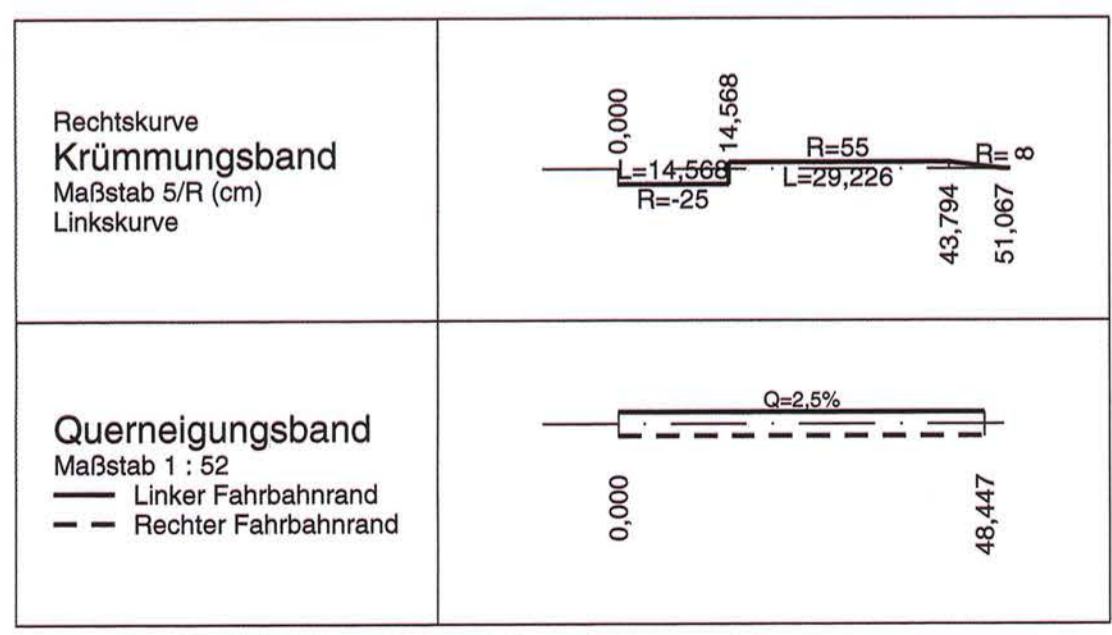 Rechtskurve
Krümmungsband
Maßstab 5/R (cm)
Linkskurve
0,000
14,568
L=14,568
R=-25
R=55
L=29,226
R= ∞
43,794
51,067
Querneigungsband
Maßstab 1 : 52
Linker Fahrbahnrand
Rechter Fahrbahnrand
Q=2,5%
0,000
48,447